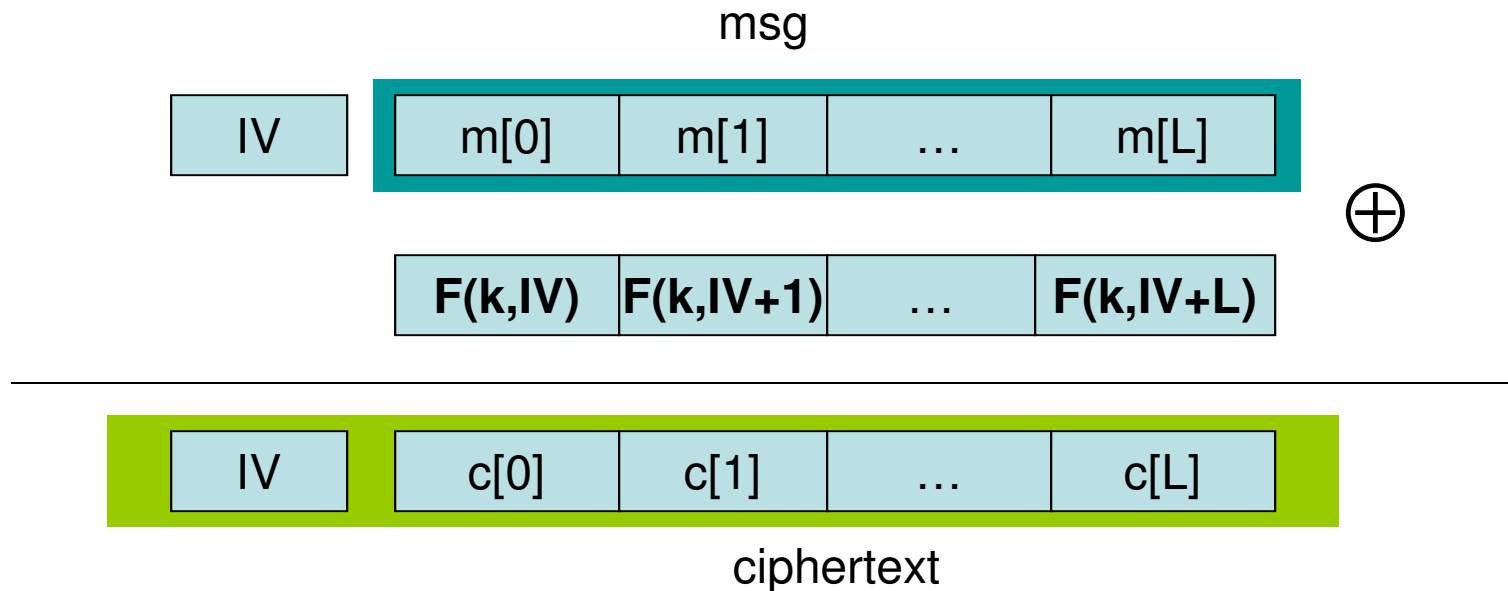 msg
IV m[0] m[1] … m[L]
⊕
F(k,IV) F(k,IV+1) … F(k,IV+L)
IV c[0] c[1] … c[L]
ciphertext